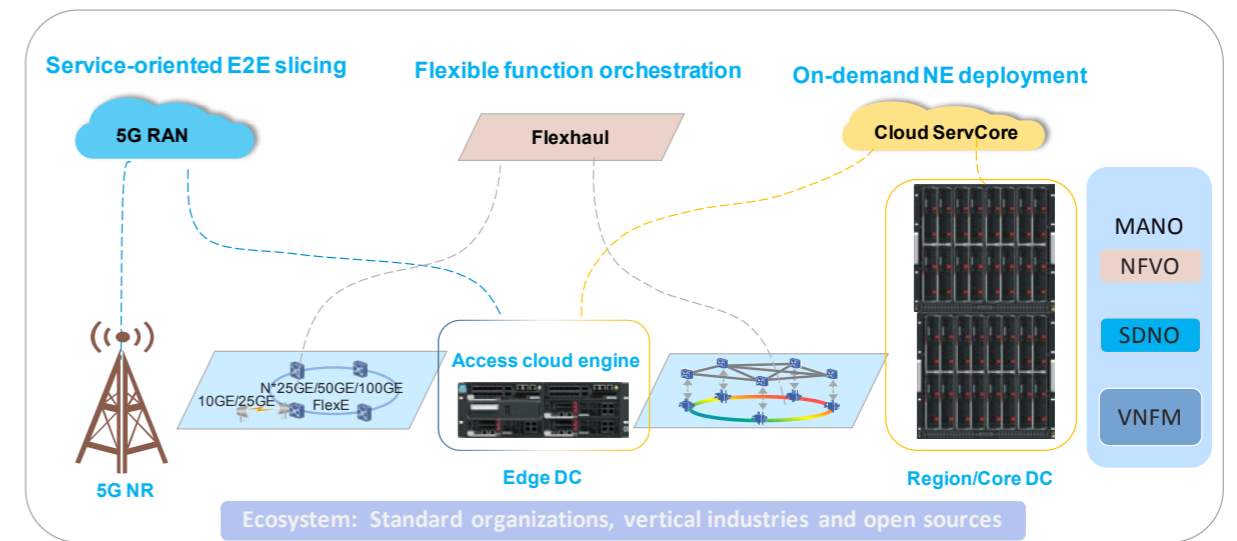 Service-oriented E2E slicing
Flexible function orchestration
On-demand NE deployment
5G RAN
Flexhaul
Cloud ServCore
MANO
NFVO
SDNO
VNFM
Access cloud engine
N*25GE/50GE/100GE
10GE/25GE
FlexE
5G NR
Edge DC
Region/Core DC
Ecosystem: Standard organizations, vertical industries and open sources